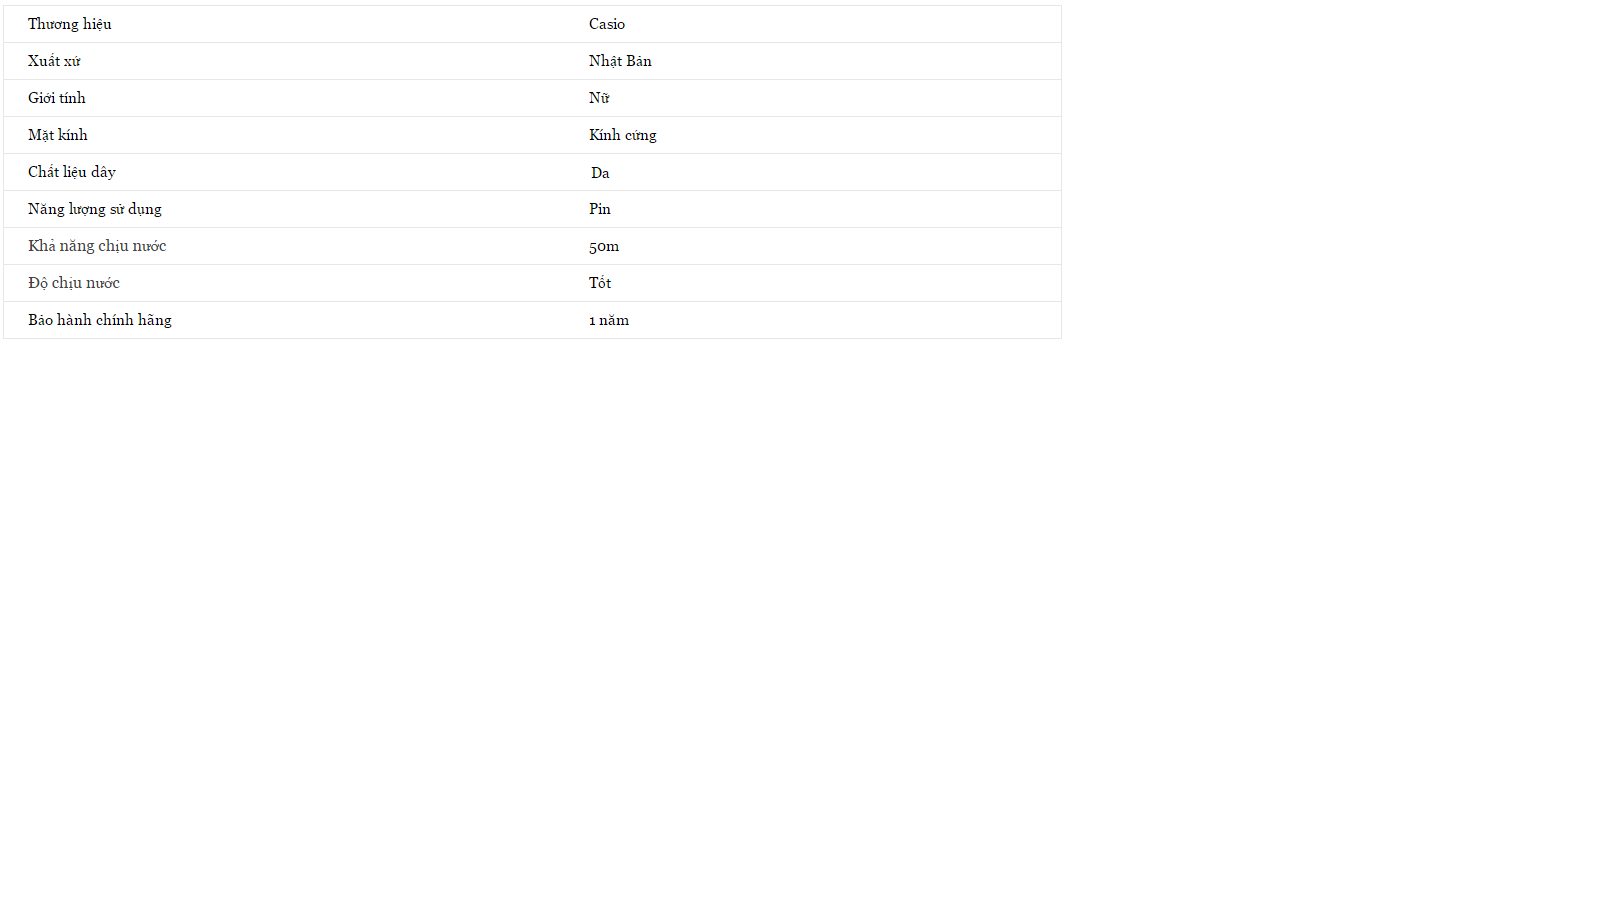 Thương hiệu Casio
Xuất xứ Nhật Bản
Giới tính Nữ
Mặt kính Kính cứng
Chất liệu dây Da
Năng lượng sử dụng Pin
Khả năng chịu nước 50m
Độ chịu nước Tốt
Bảo hành chính hãng 1 năm